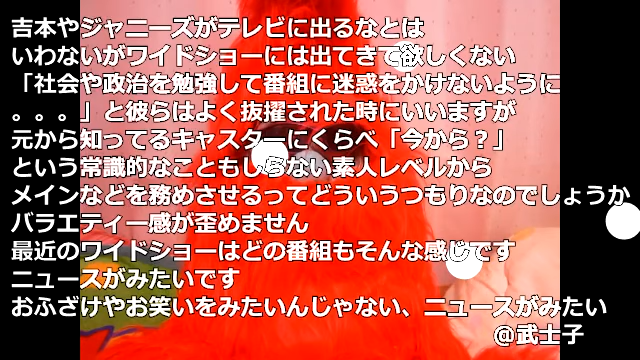 吉本やジャニーズがテレビに出るなとは
いわないがワイドショーには出てきて欲しくない
「社会や政治を勉強して番組に迷惑をかけないように
。。。」と彼らはよく抜擢された時にいいますが
元から知ってるキャスターにくらべ「今から？」
という常識的なこともしらない素人レベルから
メインなどを務めさせるってどういうつもりなのでしょうか
バラエティー感が歪めません
最近のワイドショーはどの番組もそんな感じです
ニュースがみたいです
おふざけやお笑いをみたいんじゃない、ニュースがみたい
@武士子